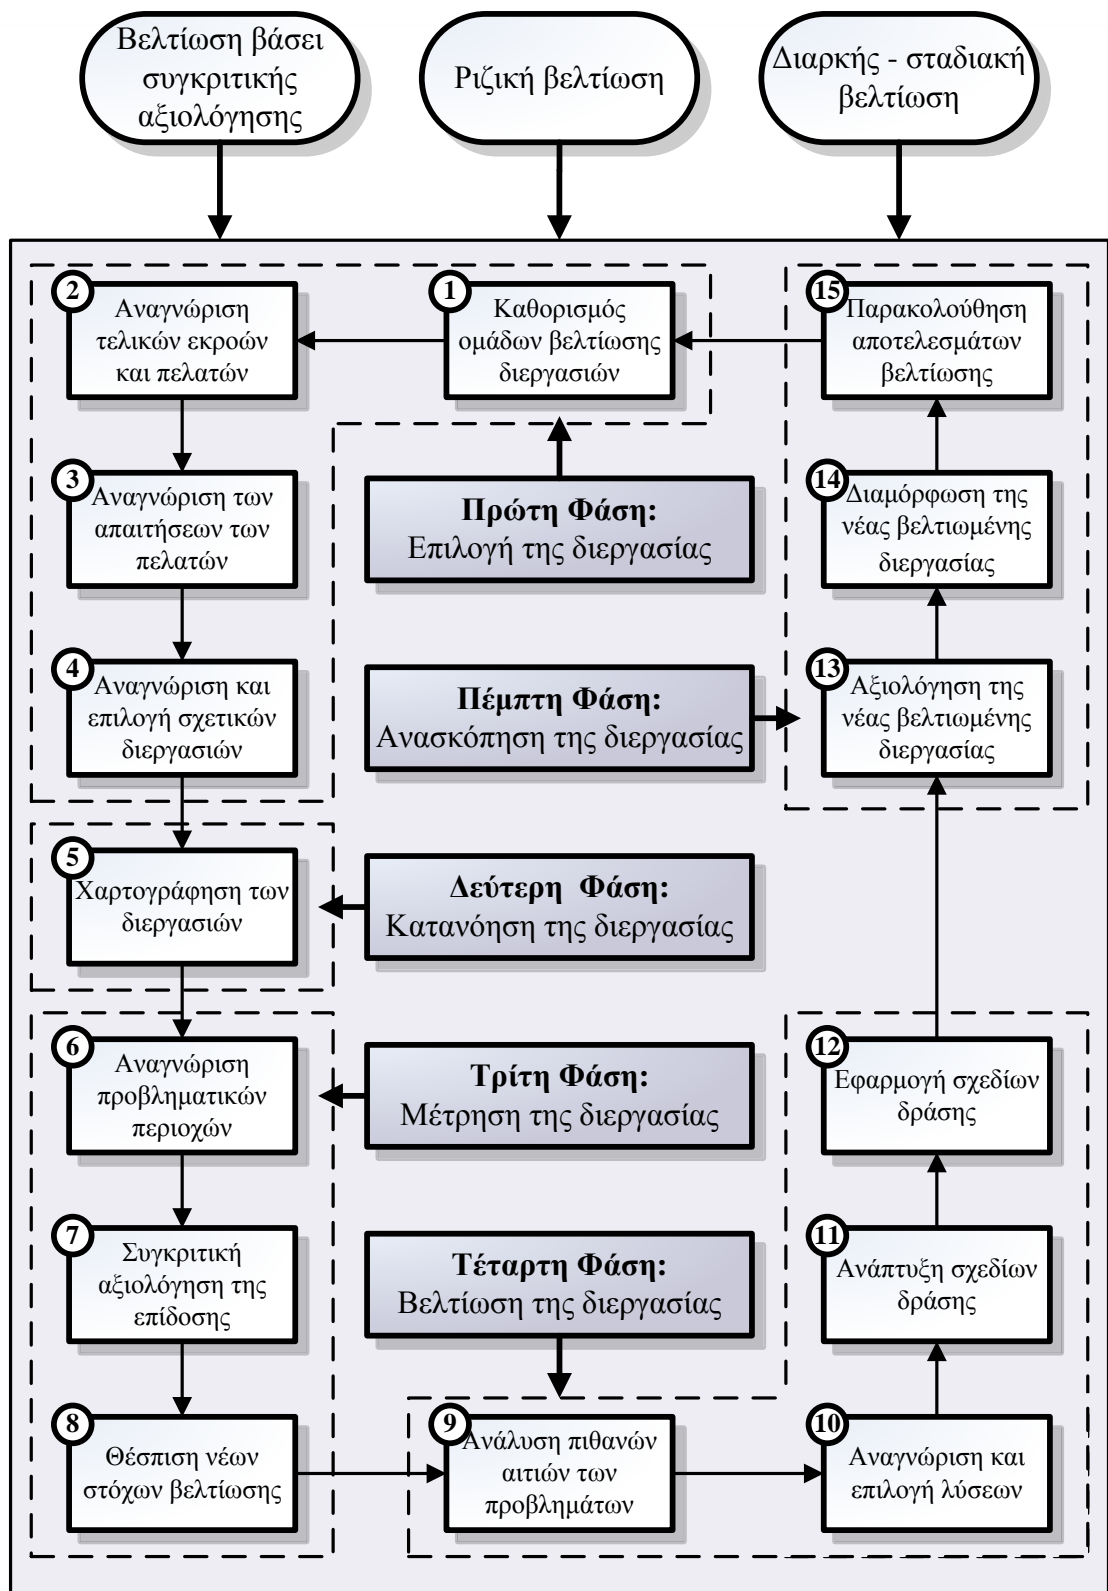 Βελτίωση βάσει
συγκριτικής
αξιολόγησης
Ριζική βελτίωση
Διαρκής - σταδιακή
βελτίωση
2
Αναγνώριση
τελικών εκροών
και πελατών
1
Καθορισμός
ομάδων βελτίωσης
διεργασιών
15
Παρακολούθηση
αποτελεσμάτων
βελτίωσης
3
Αναγνώριση των
απαιτήσεων των
πελατών
Πρώτη Φάση:
Επιλογή της διεργασίας
14
Διαμόρφωση της
νέας βελτιωμένης
διεργασίας
4
Αναγνώριση και
επιλογή σχετικών
διεργασιών
Πέμπτη Φάση:
Ανασκόπηση της διεργασίας
13
Αξιολόγηση της
νέας βελτιωμένης
διεργασίας
5
Χαρτογράφηση των
διεργασιών
Δεύτερη  Φάση:
Κατανόηση της διεργασίας
6
Αναγνώριση
προβληματικών
περιοχών
Τρίτη Φάση:
Μέτρηση της διεργασίας
12
Εφαρμογή σχεδίων
δράσης
7
Συγκριτική
αξιολόγηση της
επίδοσης
Τέταρτη Φάση:
Βελτίωση της διεργασίας
11
Ανάπτυξη σχεδίων
δράσης
8
Θέσπιση νέων
στόχων βελτίωσης
9
Ανάλυση πιθανών
αιτιών των
προβλημάτων
10
Αναγνώριση και
επιλογή λύσεων